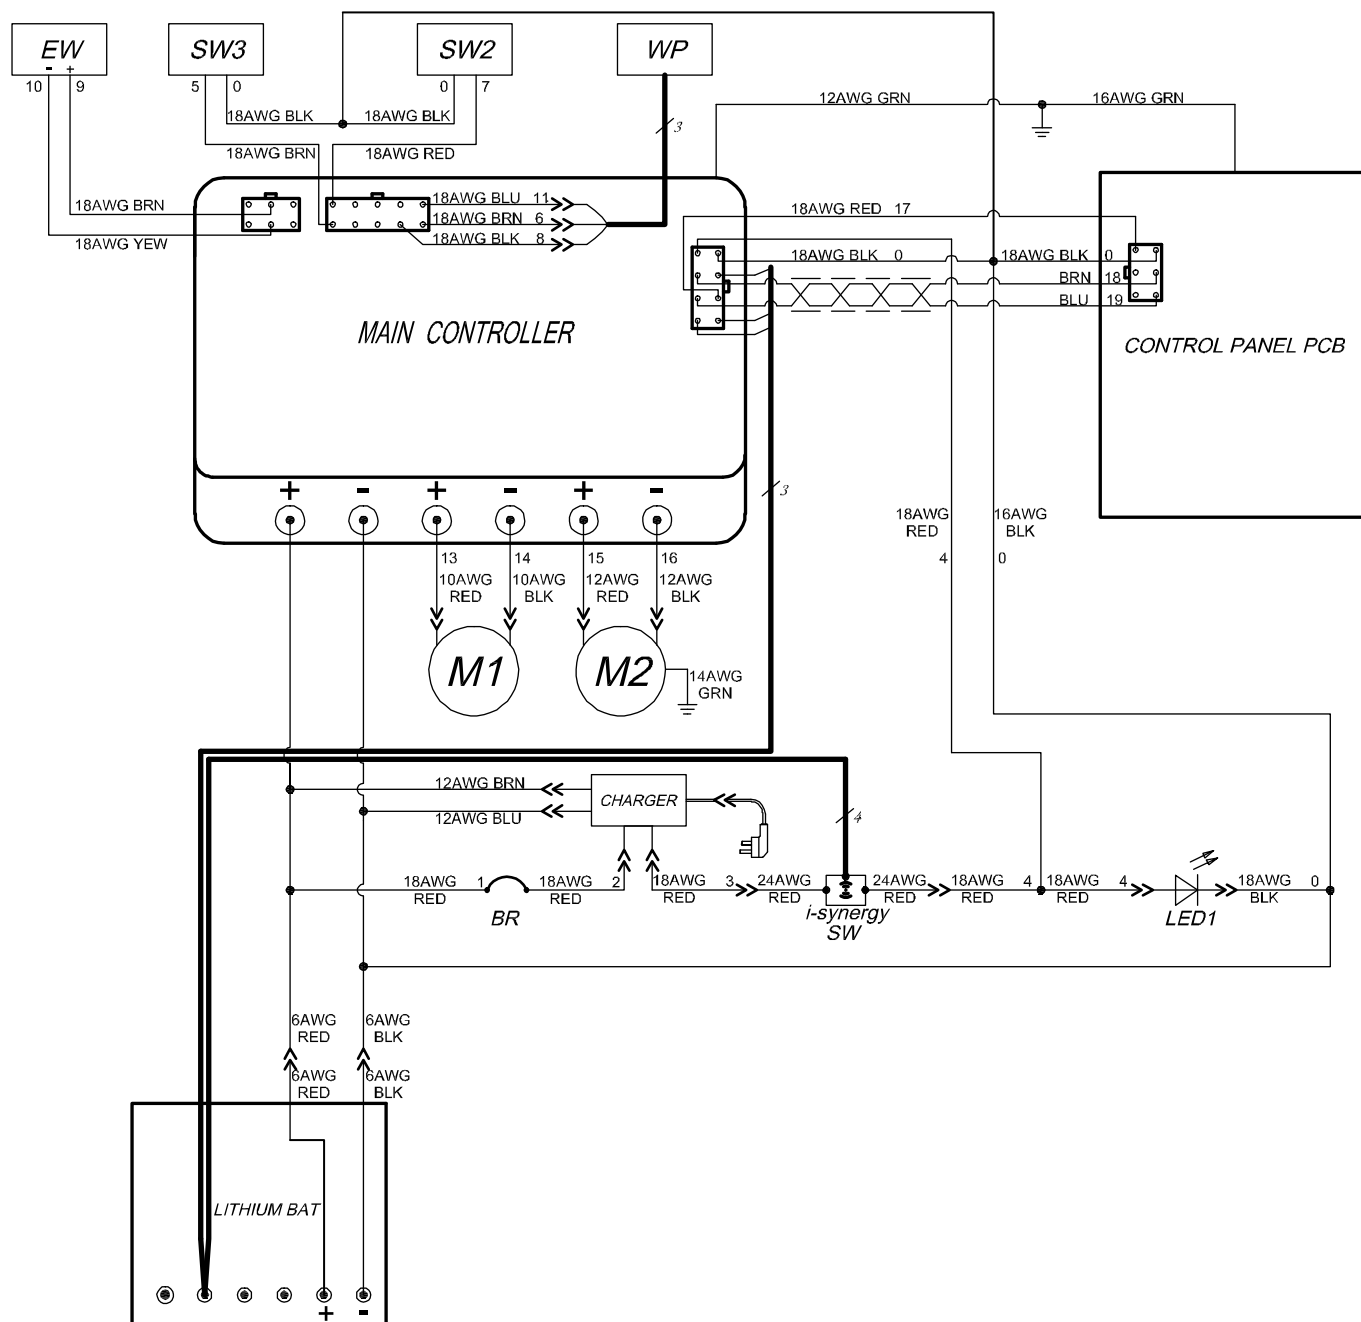 EW
- +
10 9
SW3
5 0
SW2
0 7
WP
3
18AWG BLK
18AWG BLK
12AWG GRN
16AWG GRN
18AWG BRN
18AWG RED
18AWG BRN
18AWG YEW
18AWG BLU 11
18AWG BRN 6
18AWG BLK 8
18AWG RED 17
18AWG BLK 0
18AWG BLK 0
BRN 18
BLU 19
MAIN CONTROLLER
CONTROL PANEL PCB
+ - + - + -
3
18AWG
RED
4
16AWG
BLK
0
13
10AWG
RED
14
10AWG
BLK
15
12AWG
RED
16
12AWG
BLK
M1
M2
14AWG
GRN
12AWG BRN
12AWG BLU
CHARGER
4
18AWG
RED
1
BR
18AWG
RED
2
18AWG
RED
3
24AWG
RED
i-synergy
SW
24AWG
RED
18AWG
RED
4
18AWG
RED
4
LED1
18AWG
BLK
0
6AWG
RED
6AWG
BLK
6AWG
RED
6AWG
BLK
LITHIUM BAT
+ -